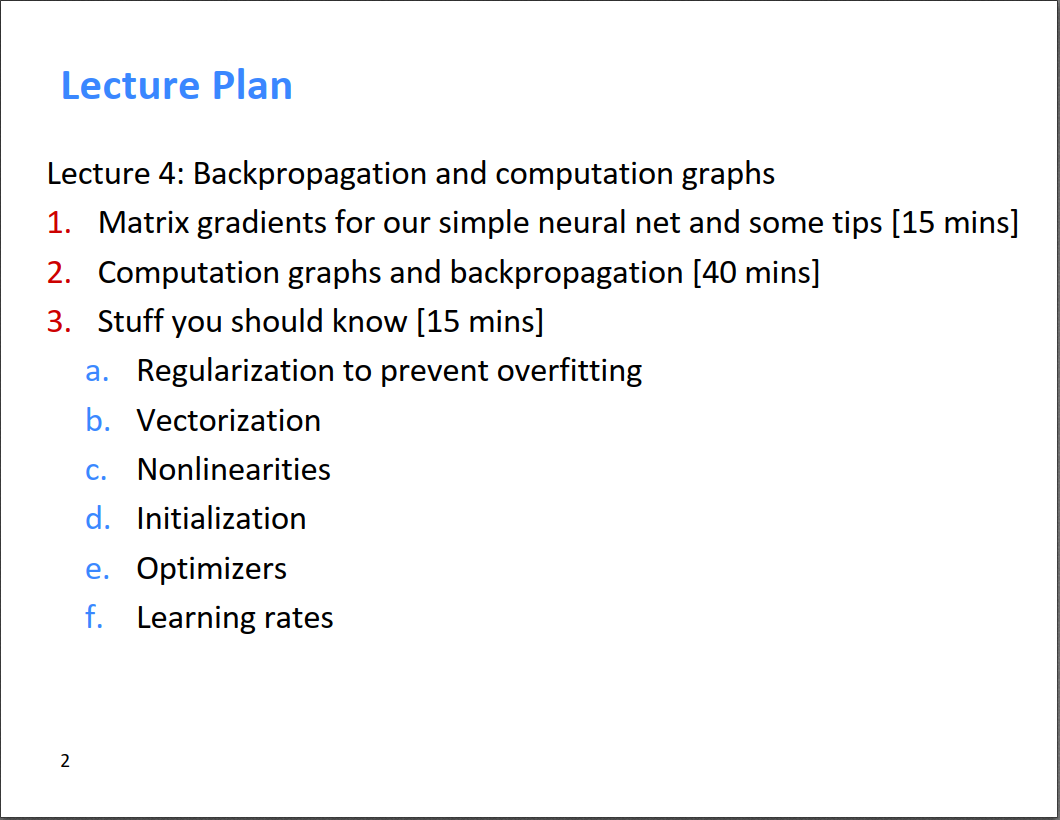 Lecture Plan
Lecture 4: Backpropagation and computation graphs
1. Matrix gradients for our simple neural net and some tips [15 mins]
2. Computation graphs and backpropagation [40 mins]
3. Stuff you should know [15 mins]
a. Regularization to prevent overfitting
b. Vectorization
c. Nonlinearities
d. Initialization
e. Optimizers
f. Learning rates
2